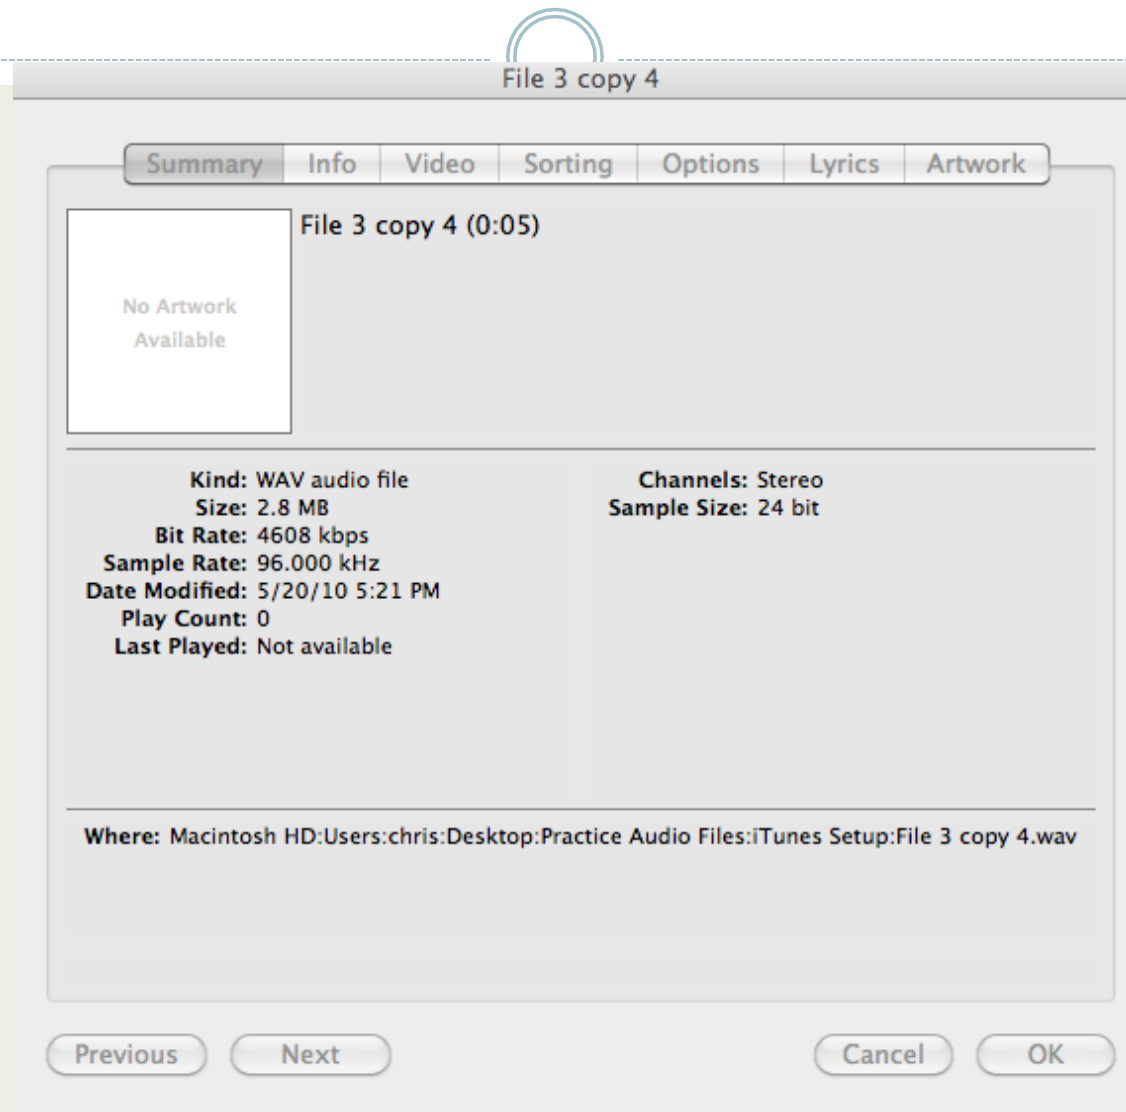 File 3 copy 4
Summary Info Video Sorting Options Lyrics Artwork
File 3 copy 4 (0:05)
No Artwork
Available
Kind: WAV audio file
Size: 2.8 MB
Bit Rate: 4608 kbps
Sample Rate: 96.000 kHz
Date Modified: 5/20/10 5:21 PM
Play Count: 0
Last Played: Not available
Channels: Stereo
Sample Size: 24 bit
Where: Macintosh HD:Users:chris:Desktop:Practice Audio Files:iTunes Setup:File 3 copy 4.wav
Previous Next Cancel OK